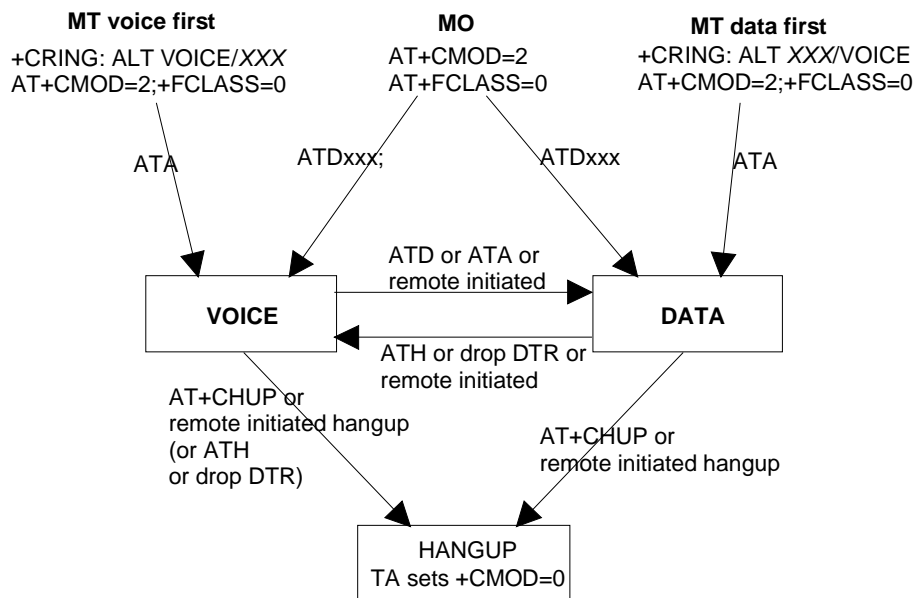 MT voice first
+CRING: ALT VOICE/XXX
AT+CMOD=2;+FCLASS=0
MO
AT+CMOD=2
AT+FCLASS=0
MT data first
+CRING: ALT XXX/VOICE
AT+CMOD=2;+FCLASS=0
ATA
ATDxxx;
ATDxxx
ATA
ATD or ATA or
remote initiated
VOICE
DATA
ATH or drop DTR or
remote initiated
AT+CHUP or
remote initiated hangup
(or ATH
or drop DTR)
AT+CHUP or
remote initiated hangup
HANGUP
TA sets +CMOD=0